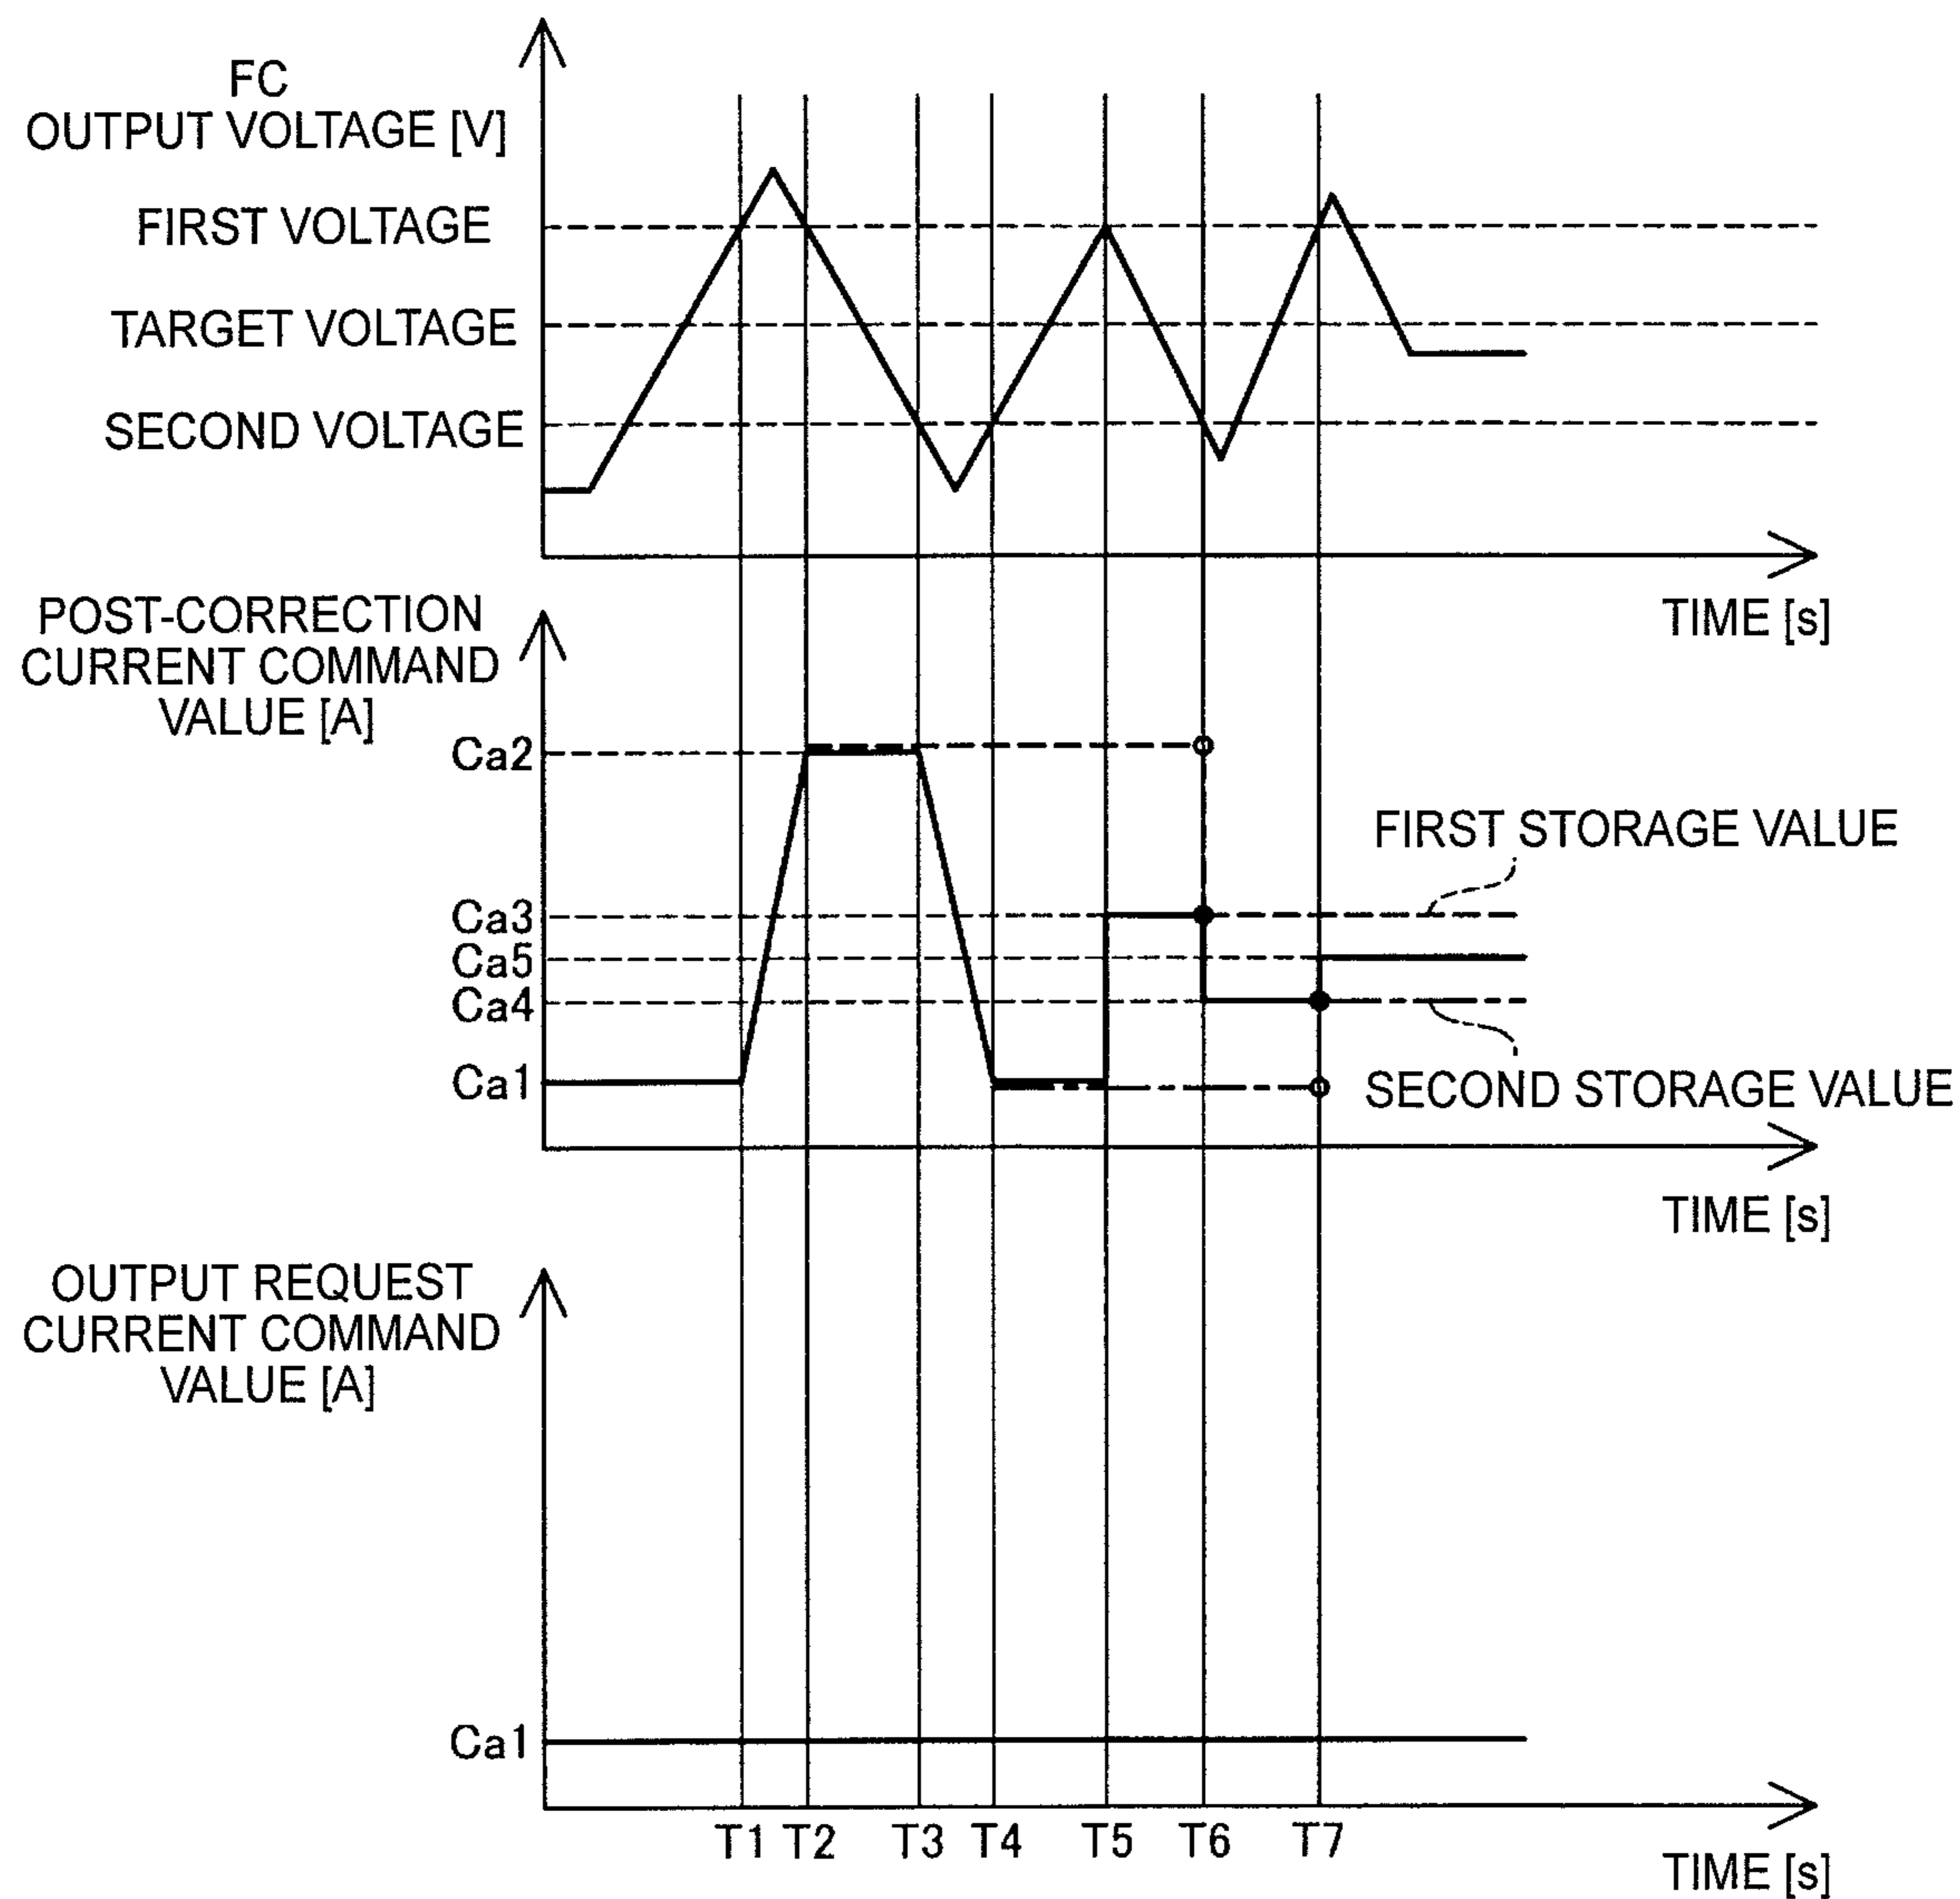 FC
OUTPUT VOLTAGE [V]
FIRST VOLTAGE
TARGET VOLTAGE
SECOND VOLTAGE
TIME [s]
POST-CORRECTION
CURRENT COMMAND
VALUE [A]
Ca2
FIRST STORAGE VALUE
Ca3
Ca5
Ca4
Ca1
SECOND STORAGE VALUE
TIME [s]
OUTPUT REQUEST
CURRENT COMMAND
VALUE [A]
Ca1
T1 T2 T3 T4 T5 T6 T7
TIME [s]